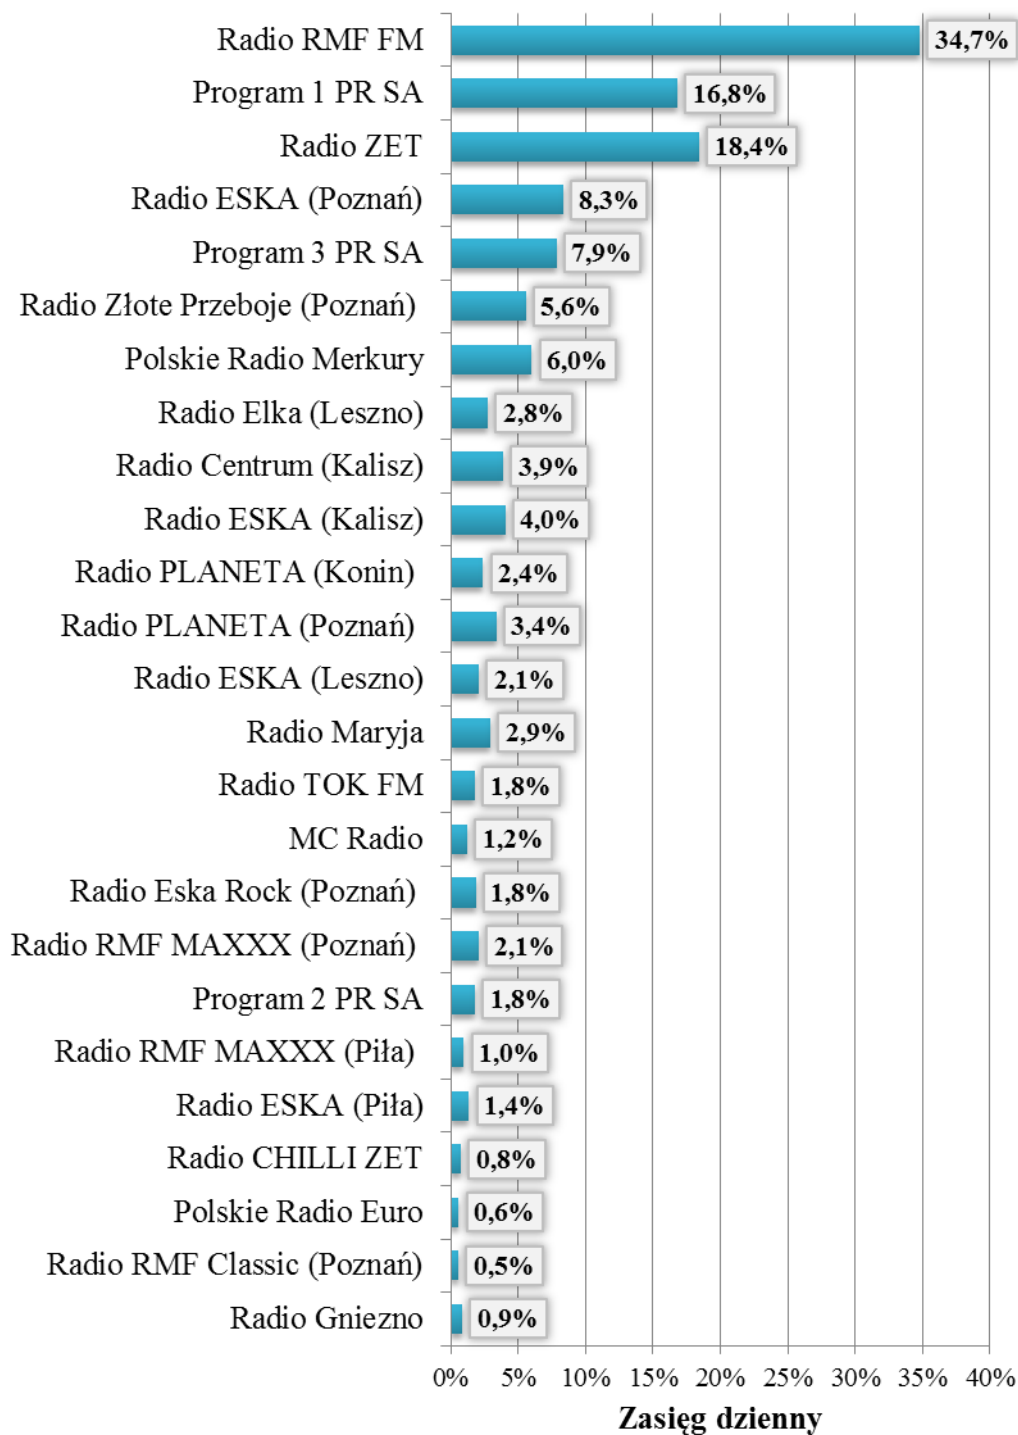 Radio RMF FM 34,7%
Program 1 PR SA 16,8%
Radio ZET 18,4%
Radio ESKA (Poznań) 8,3%
Program 3 PR SA 7,9%
Radio Złote Przeboje (Poznań) 5,6%
Polskie Radio Merkury 6,0%
Radio Elka (Leszno) 2,8%
Radio Centrum (Kalisz) 3,9%
Radio ESKA (Kalisz) 4,0%
Radio PLANETA (Konin) 2,4%
Radio PLANETA (Poznań) 3,4%
Radio ESKA (Leszno) 2,1%
Radio Maryja 2,9%
Radio TOK FM 1,8%
MC Radio 1,2%
Radio Eska Rock (Poznań) 1,8%
Radio RMF MAXXX (Poznań) 2,1%
Program 2 PR SA 1,8%
Radio RMF MAXXX (Piła) 1,0%
Radio ESKA (Piła) 1,4%
Radio CHILLI ZET 0,8%
Polskie Radio Euro 0,6%
Radio RMF Classic (Poznań) 0,5%
Radio Gniezno 0,9%
0% 5% 10% 15% 20% 25% 30% 35% 40%
Zasięg dzienny